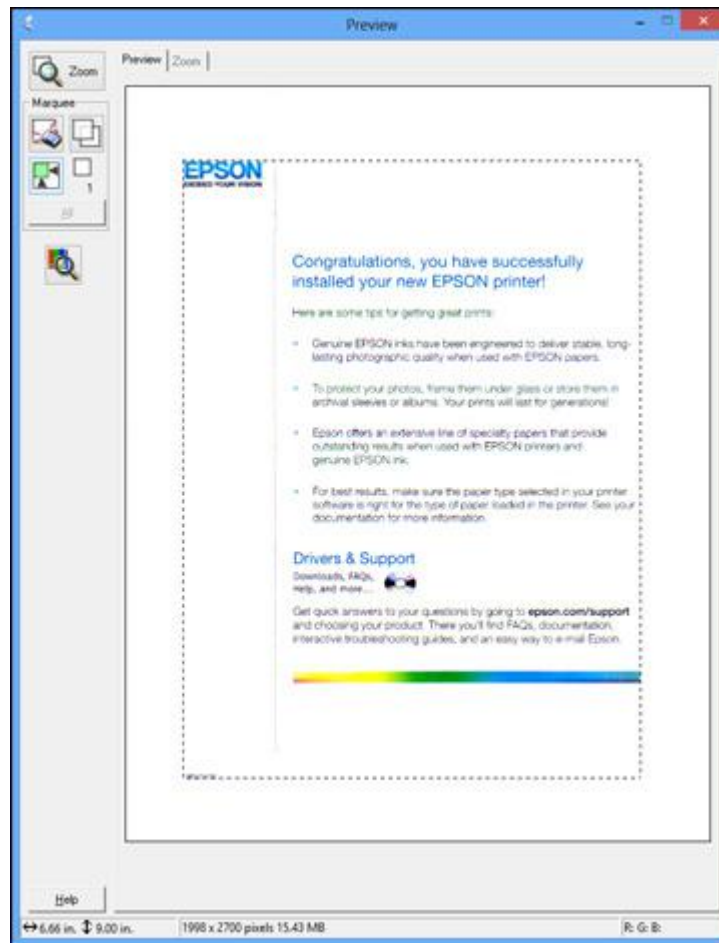 Preview
Zoom
Preview
Zoom
Marquee
1
All
EPSON
EXCEED YOUR VISION
Congratulations, you have successfully
installed your new EPSON printer!
Here are some tips for getting great prints:
Genuine EPSON inks have been engineered to deliver stable, long-
lasting photographic quality when used with EPSON papers.
To protect your photos, frame them under glass or store them in
archival sleeves or albums. Your prints will last for generations!
Epson offers an extensive line of specialty papers that provide
outstanding results when used with EPSON printers and
genuine EPSON ink.
For best results, make sure the paper type selected in your printer
software is right for the type of paper loaded in the printer. See your
documentation for more information.
Drivers & Support
Downloads, FAQs,
Help, and more...
Get quick answers to your questions by going to epson.com/support
and choosing your product. There you'll find FAQs, documentation,
interactive troubleshooting guides, and an easy way to e-mail Epson.
Help
6.66 in. 9.00 in.
1998 x 2700 pixels 15.43 MB
R: G: B: